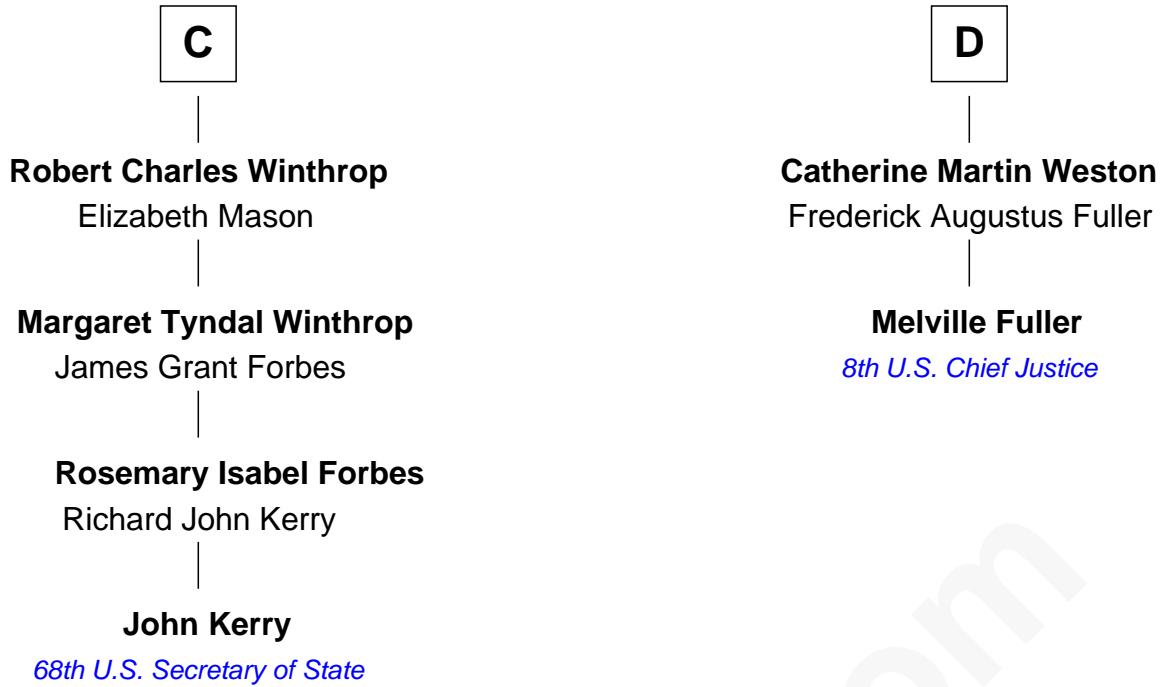 C
D
Robert Charles Winthrop
Elizabeth Mason
Catherine Martin Weston
Frederick Augustus Fuller
Margaret Tyndal Winthrop
James Grant Forbes
Melville Fuller
8th U.S. Chief Justice
Rosemary Isabel Forbes
Richard John Kerry
John Kerry
68th U.S. Secretary of State
om